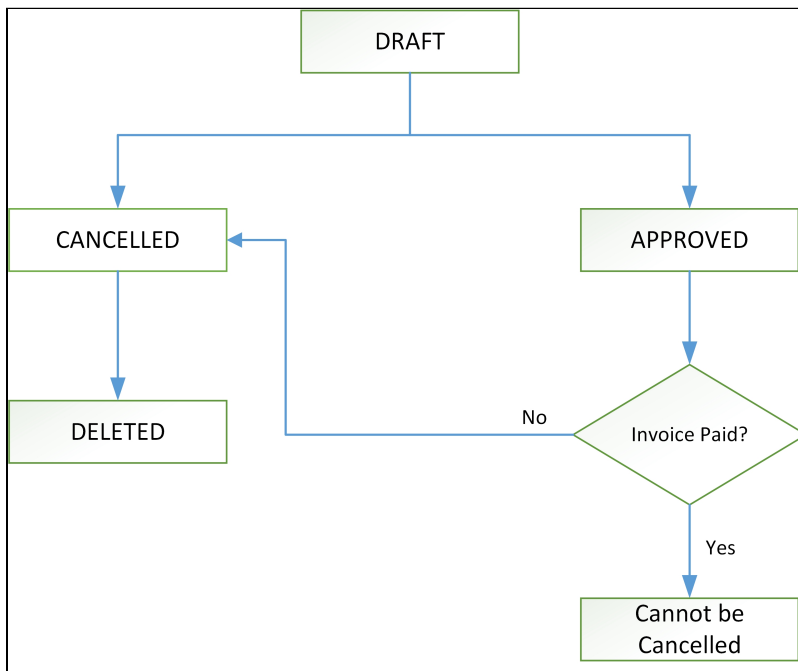 DRAFT
CANCELLED
APPROVED
DELETED
No
Invoice Paid?
Yes
Cannot be
Cancelled